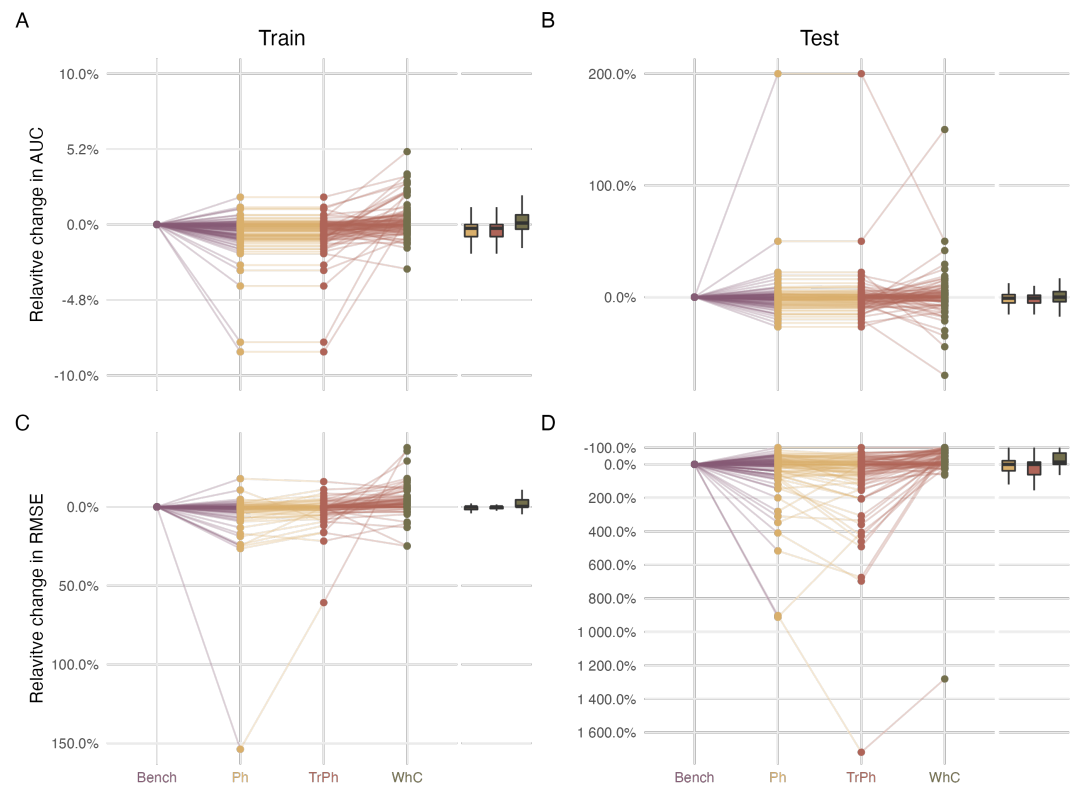 A
B
Train
Test
Relavitve change in AUC
10.0%
5.2%
0.0%
-4.8%
-10.0%
200.0%
100.0%
0.0%
C
D
Relavitve change in RMSE
0.0%
50.0%
100.0%
150.0%
-100.0%
0.0%
200.0%
400.0%
600.0%
800.0%
1 000.0%
1 200.0%
1 400.0%
1 600.0%
Bench Ph TrPh WhC
Bench Ph TrPh WhC